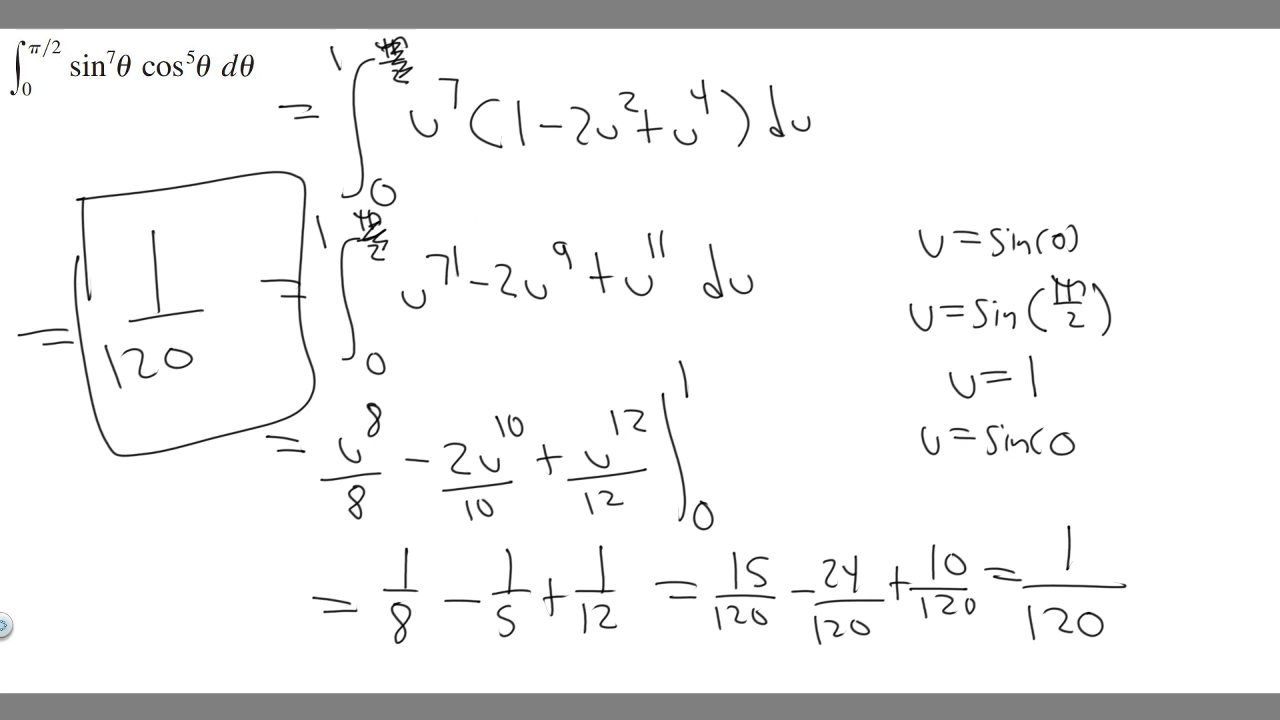 ∫₀^{π/2} sin⁷θ cos⁵θ dθ
= ∫₀¹ u⁷(1-2u²+u⁴) du
= ∫₀¹ u⁷-2u⁹+u¹¹ du
= u⁸/8 - 2u¹⁰/10 + u¹²/12 |₀¹
= 1/8 - 1/5 + 1/12 = 15/120 - 24/120 + 10/120 = 1/120
= 1/120
u=sin(0)
u=sin(π/2)
u=1
u=sin(0